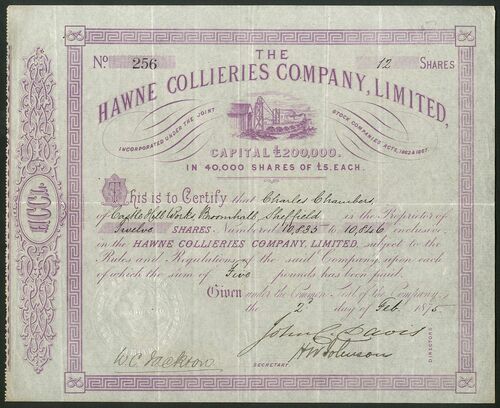 THE
No. 256
12 SHARES
HAWNE COLLIERIES COMPANY, LIMITED,
INCORPORATED UNDER THE JOINT
STOCK COMPANIES ACTS, 1862 & 1867.
CAPITAL £200,000.
IN 40,000 SHARES OF £5, EACH.
HCCL
This is to Certify that Charles Chambers,
of Castle Hill Works Broomhall, Sheffield is the Proprietor of
Twelve SHARES Numbered 10,835 to 10,846 inclusive
in the HAWNE COLLIERIES COMPANY, LIMITED, subject to the
Rules and Regulations of the said Company, upon each
of which the sum of Five pounds has been paid.
Given under the Common Seal of the Company,
the 2d day of Feb. 1875
John C. Davis
W C Jackson
SECRETARY.
DIRECTORS